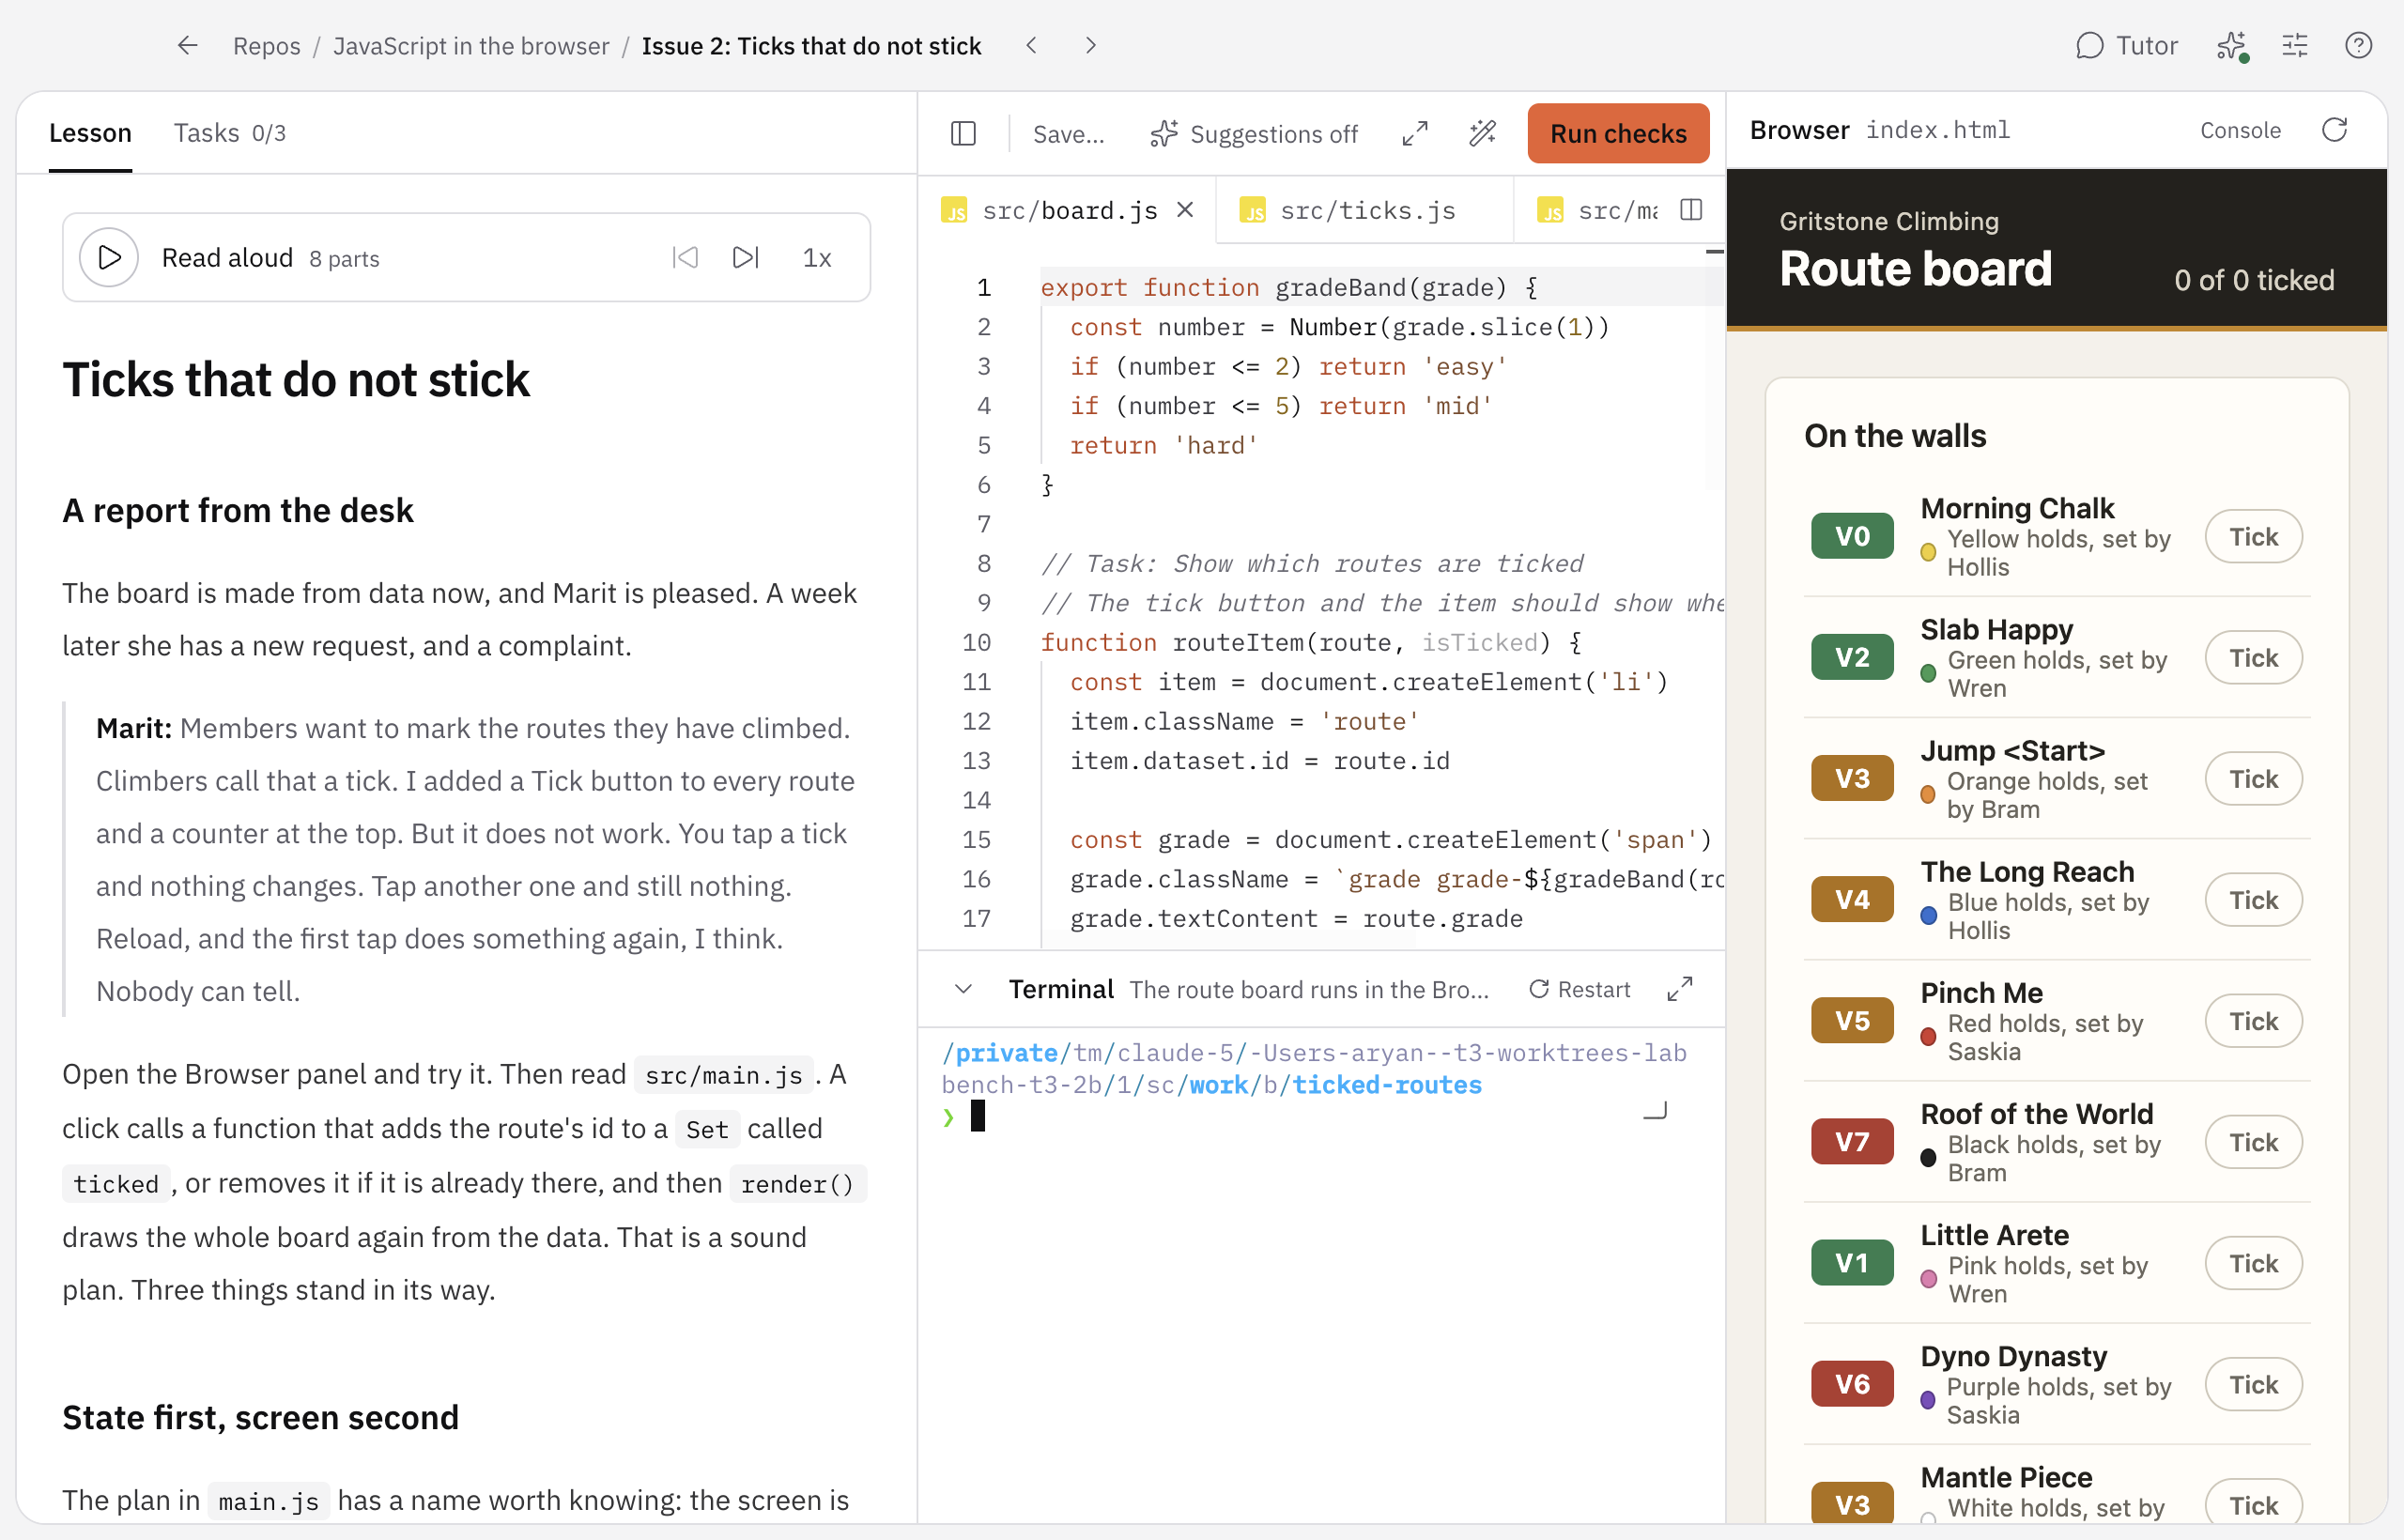 Repos / JavaScript in the browser / Issue 2: Ticks that do not stick
Tutor
Lesson
Tasks 0/3
Read aloud 8 parts
1x
Ticks that do not stick
A report from the desk
The board is made from data now, and Marit is pleased. A week
later she has a new request, and a complaint.
Marit: Members want to mark the routes they have climbed.
Climbers call that a tick. I added a Tick button to every route
and a counter at the top. But it does not work. You tap a tick
and nothing changes. Tap another one and still nothing.
Reload, and the first tap does something again, I think.
Nobody can tell.
Open the Browser panel and try it. Then read src/main.js. A
click calls a function that adds the route's id to a Set called
ticked, or removes it if it is already there, and then render()
draws the whole board again from the data. That is a sound
plan. Three things stand in its way.
State first, screen second
The plan in main.js has a name worth knowing: the screen is
Save...
Suggestions off
Run checks
JS src/board.js
JS src/ticks.js
JS src/ma
1 export function gradeBand(grade) {
2 const number = Number(grade.slice(1))
3 if (number <= 2) return 'easy'
4 if (number <= 5) return 'mid'
5 return 'hard'
6 }
7
8 // Task: Show which routes are ticked
9 // The tick button and the item should show whe
10 function routeItem(route, isTicked) {
11 const item = document.createElement('li')
12 item.className = 'route'
13 item.dataset.id = route.id
14
15 const grade = document.createElement('span')
16 grade.className = `grade grade-${gradeBand(ro
17 grade.textContent = route.grade
Terminal The route board runs in the Bro...
Restart
/private/tm/claude-5/-Users-aryan--t3-worktrees-lab
bench-t3-2b/1/sc/work/b/ticked-routes
❯
Browser index.html
Console
Gritstone Climbing
Route board
0 of 0 ticked
On the walls
V0
Morning Chalk
Yellow holds, set by
Hollis
Tick
V2
Slab Happy
Green holds, set by
Wren
Tick
V3
Jump <Start>
Orange holds, set
by Bram
Tick
V4
The Long Reach
Blue holds, set by
Hollis
Tick
V5
Pinch Me
Red holds, set by
Saskia
Tick
V7
Roof of the World
Black holds, set by
Bram
Tick
V1
Little Arete
Pink holds, set by
Wren
Tick
V6
Dyno Dynasty
Purple holds, set by
Saskia
Tick
V3
Mantle Piece
White holds, set by
Tick